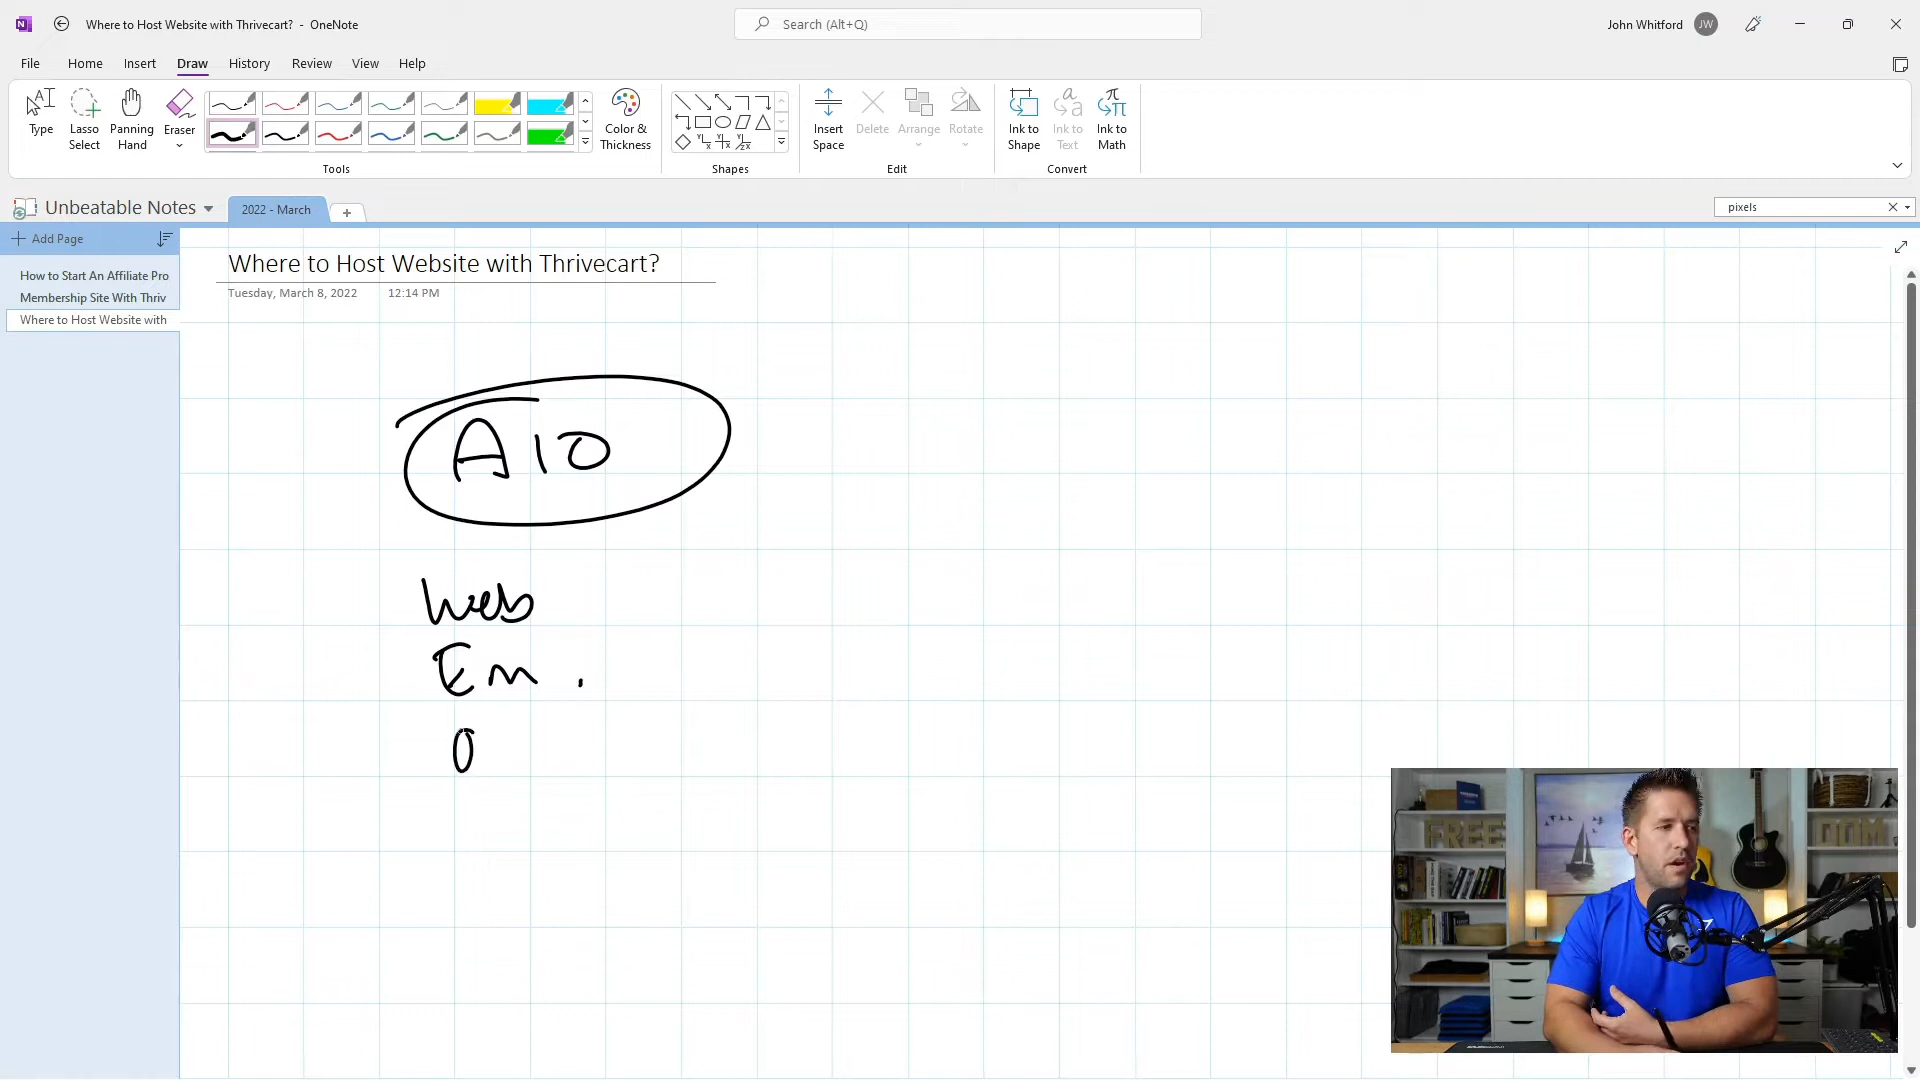 Where to Host Website with Thrivecart? - OneNote
Search (Alt+Q)
John Whitford
JW
File Home Insert Draw History Review View Help
Type
Lasso Select
Panning Hand
Eraser
Color & Thickness
Insert Space
Delete
Arrange
Rotate
Ink to Shape
Ink to Text
Ink to Math
Tools
Shapes
Edit
Convert
Unbeatable Notes
2022 - March
pixels
Add Page
How to Start An Affiliate Pro
Membership Site With Thriv
Where to Host Website with
Where to Host Website with Thrivecart?
Tuesday, March 8, 2022 12:14 PM
A10
Web
Em .
0
FREE
DOM